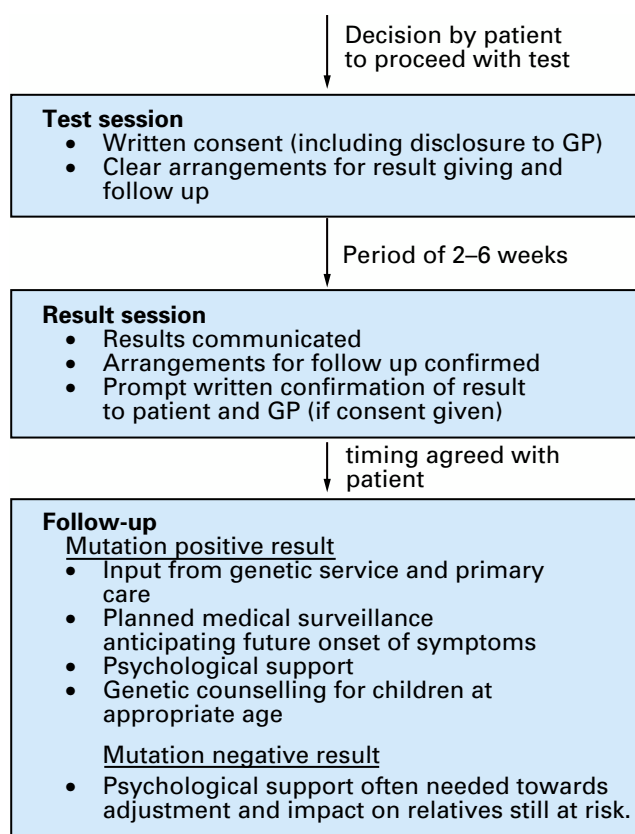 Decision by patient
to proceed with test
Test session
• Written consent (including disclosure to GP)
• Clear arrangements for result giving and
follow up
Period of 2–6 weeks
Result session
• Results communicated
• Arrangements for follow up confirmed
• Prompt written confirmation of result
to patient and GP (if consent given)
timing agreed with
patient
Follow-up
Mutation positive result
• Input from genetic service and primary
care
• Planned medical surveillance
anticipating future onset of symptoms
• Psychological support
• Genetic counselling for children at
appropriate age
Mutation negative result
• Psychological support often needed towards
adjustment and impact on relatives still at risk.